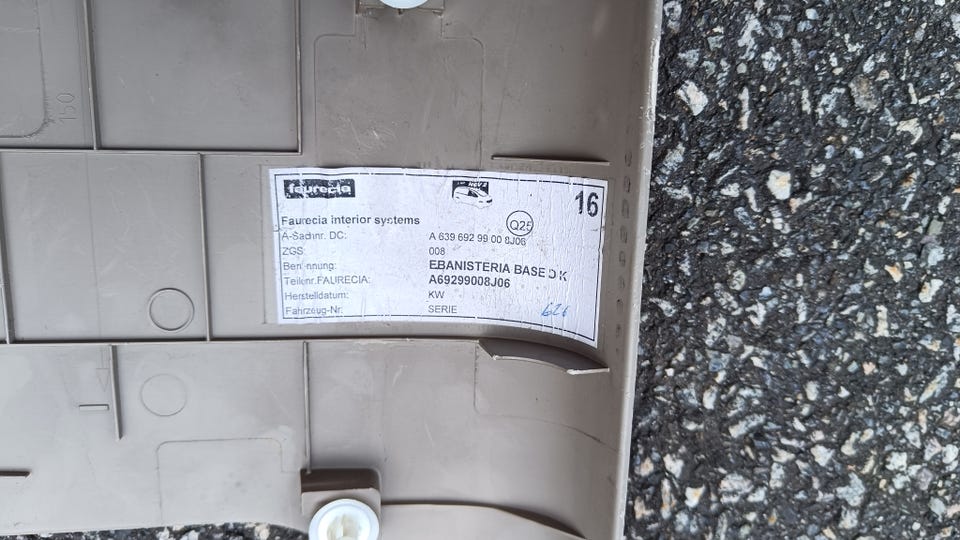 150
faurecia
16
Faurecia interior systems
Q25
A-Sachnr. DC: A 639 692 99 00 8J06
ZGS: 008
Benennung: EBANISTERIA BASE
Teilenr.FAURECIA: A69299008J06
Herstelldatum: KW
Fahrzeug-Nr: SERIE